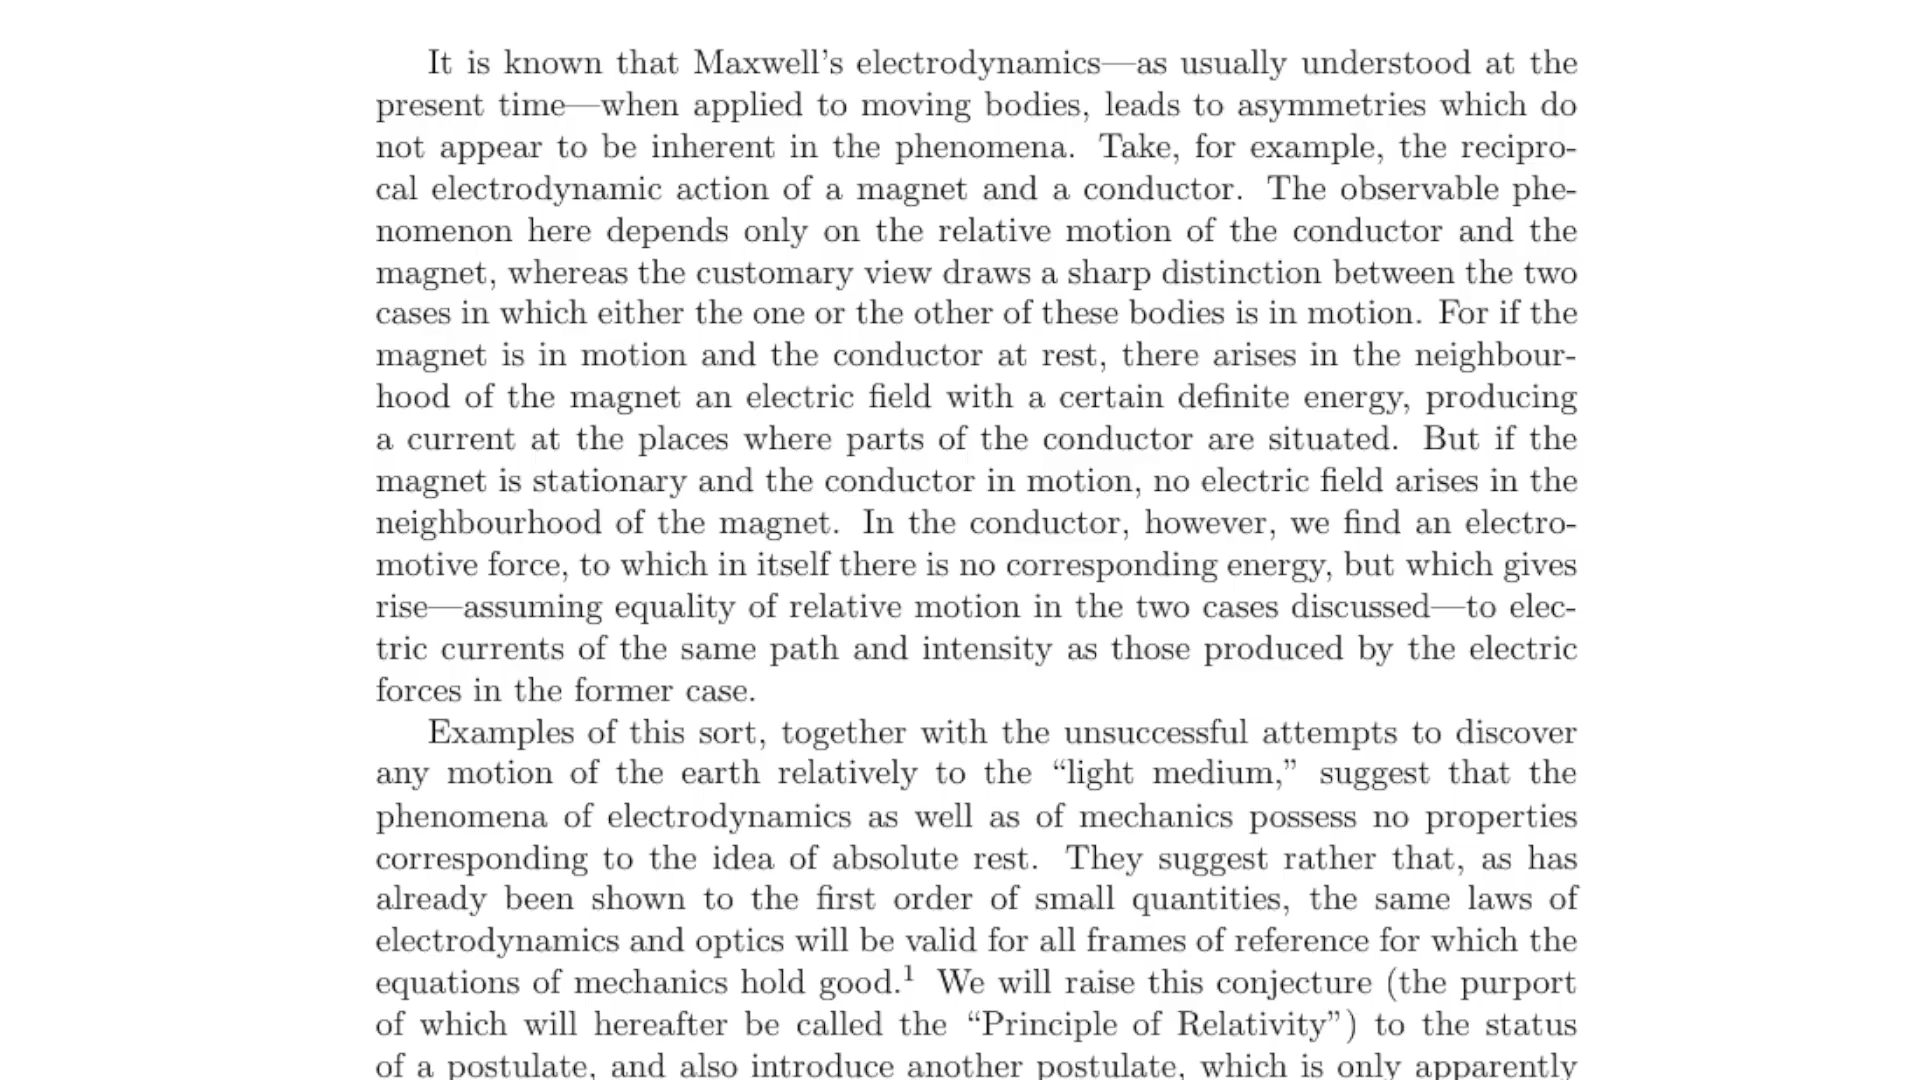 It is known that Maxwell’s electrodynamics—as usually understood at the
present time—when applied to moving bodies, leads to asymmetries which do
not appear to be inherent in the phenomena. Take, for example, the recipro-
cal electrodynamic action of a magnet and a conductor. The observable phe-
nomenon here depends only on the relative motion of the conductor and the
magnet, whereas the customary view draws a sharp distinction between the two
cases in which either the one or the other of these bodies is in motion. For if the
magnet is in motion and the conductor at rest, there arises in the neighbour-
hood of the magnet an electric field with a certain definite energy, producing
a current at the places where parts of the conductor are situated. But if the
magnet is stationary and the conductor in motion, no electric field arises in the
neighbourhood of the magnet. In the conductor, however, we find an electro-
motive force, to which in itself there is no corresponding energy, but which gives
rise—assuming equality of relative motion in the two cases discussed—to elec-
tric currents of the same path and intensity as those produced by the electric
forces in the former case.
Examples of this sort, together with the unsuccessful attempts to discover
any motion of the earth relatively to the “light medium,” suggest that the
phenomena of electrodynamics as well as of mechanics possess no properties
corresponding to the idea of absolute rest. They suggest rather that, as has
already been shown to the first order of small quantities, the same laws of
electrodynamics and optics will be valid for all frames of reference for which the
equations of mechanics hold good.¹ We will raise this conjecture (the purport
of which will hereafter be called the “Principle of Relativity”) to the status
of a postulate, and also introduce another postulate, which is only apparently